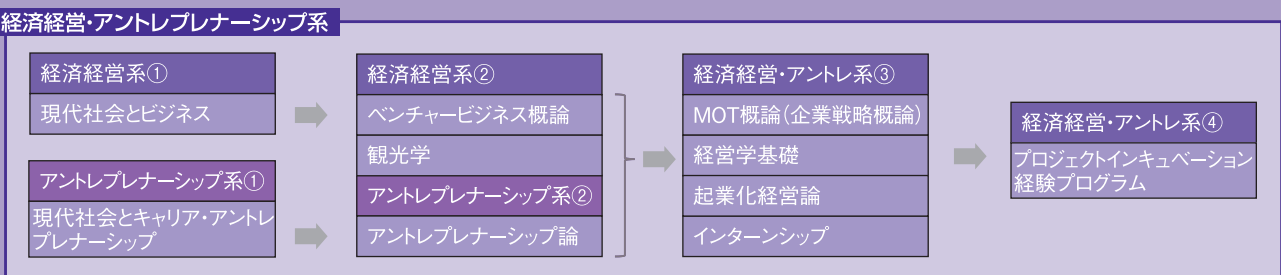 経済経営・アントレプレナーシップ系
経済経営系①
現代社会とビジネス
アントレプレナーシップ系①
現代社会とキャリア・アントレ
プレナーシップ
経済経営系②
ベンチャービジネス概論
観光学
アントレプレナーシップ系②
アントレプレナーシップ論
経済経営・アントレ系③
MOT概論(企業戦略概論)
経営学基礎
起業化経営論
インターンシップ
経済経営・アントレ系④
プロジェクトインキュベーション
経験プログラム